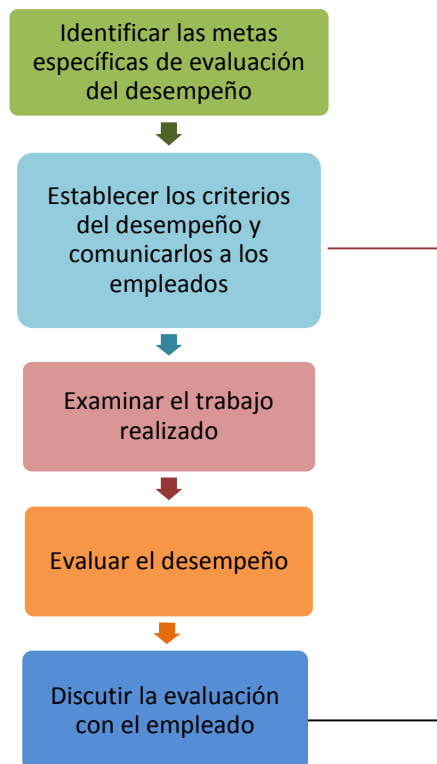 Identificar las metas
específicas de evaluación
del desempeño
Establecer los criterios
del desempeño y
comunicarlos a los
empleados
Examinar el trabajo
realizado
Evaluar el desempeño
Discutir la evaluación
con el empleado